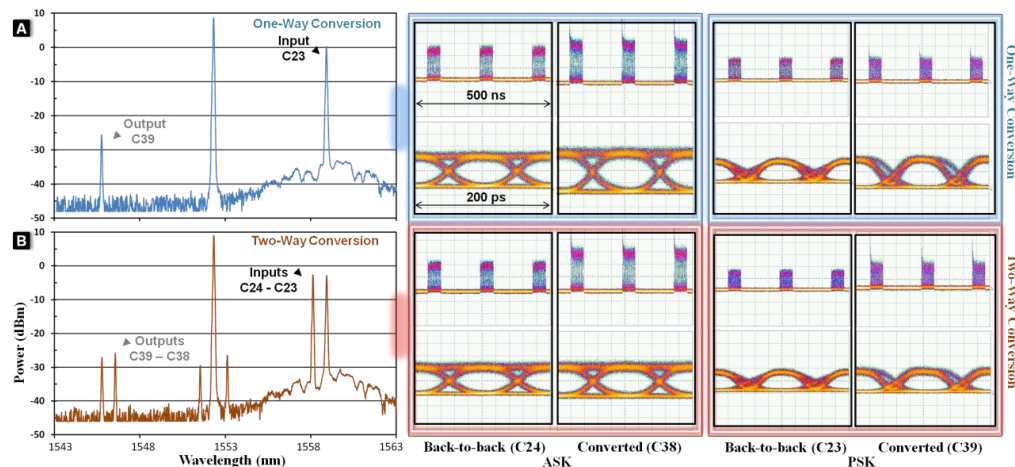 A
One-Way Conversion
Input
C23
Output
C39
10
0
-10
-20
-30
-40
-50
500 ns
200 ps
One-Way Conversion
B
Two-Way Conversion
Inputs
C24 - C23
Outputs
C39 – C38
10
0
-10
-20
-30
-40
-50
Power (dBm)
1543
1548
1553
1558
1563
Wavelength (nm)
Two-Way Conversion
Back-to-back (C24)
Converted (C38)
ASK
Back-to-back (C23)
Converted (C39)
PSK